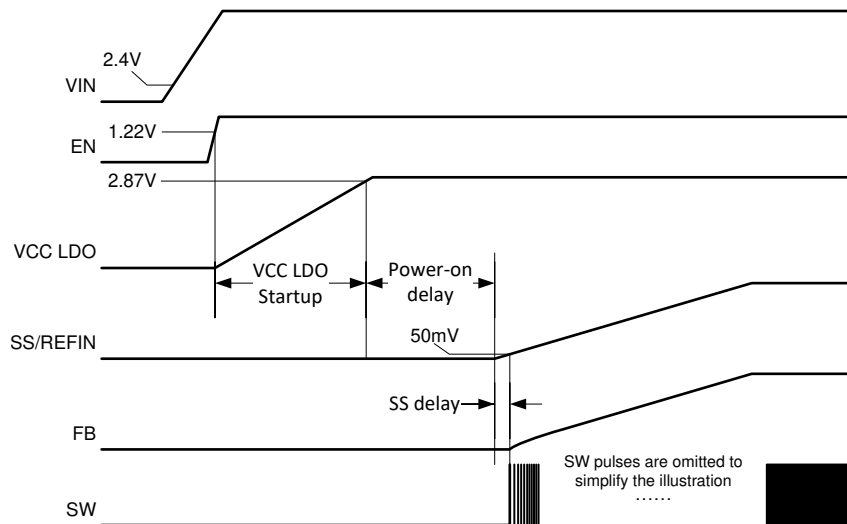 2.4V
VIN
1.22V
EN
2.87V
VCC LDO
VCC LDO
Startup
Power-on
delay
50mV
SS/REFIN
SS delay
FB
SW pulses are omitted to
simplify the illustration
......
SW